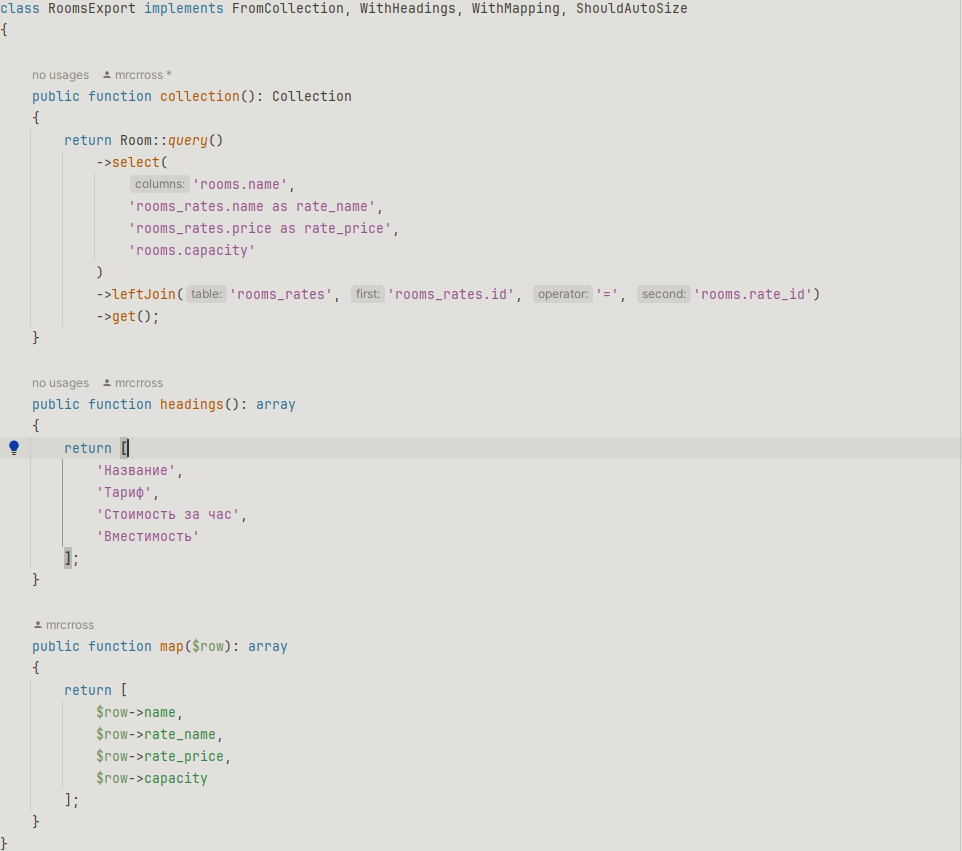 class RoomsExport implements FromCollection, WithHeadings, WithMapping, ShouldAutoSize
{
no usages mrcrross *
public function collection(): Collection
{
return Room::query()
->select(
columns: 'rooms.name',
'rooms_rates.name as rate_name',
'rooms_rates.price as rate_price',
'rooms.capacity'
)
->leftJoin( table: 'rooms_rates', first: 'rooms_rates.id', operator: '=', second: 'rooms.rate_id')
->get();
}
no usages mrcrross
public function headings(): array
{
return [
'Название',
'Тариф',
'Стоимость за час',
'Вместимость'
];
}
mrcrross
public function map($row): array
{
return [
$row->name,
$row->rate_name,
$row->rate_price,
$row->capacity
];
}
}